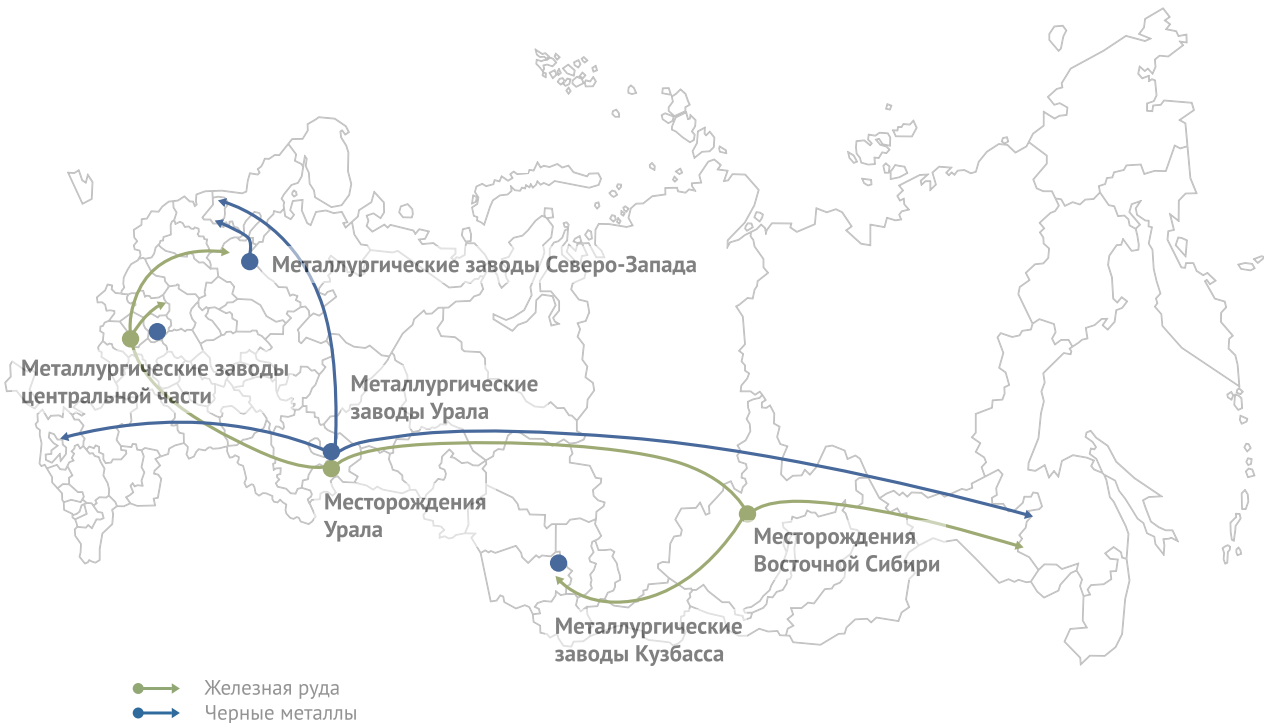 Металлургические заводы Северо-Запада
Металлургические заводы
центральной части
Металлургические
заводы Урала
Месторождения
Урала
Месторождения
Восточной Сибири
Металлургические
заводы Кузбасса
Железная руда
Черные металлы